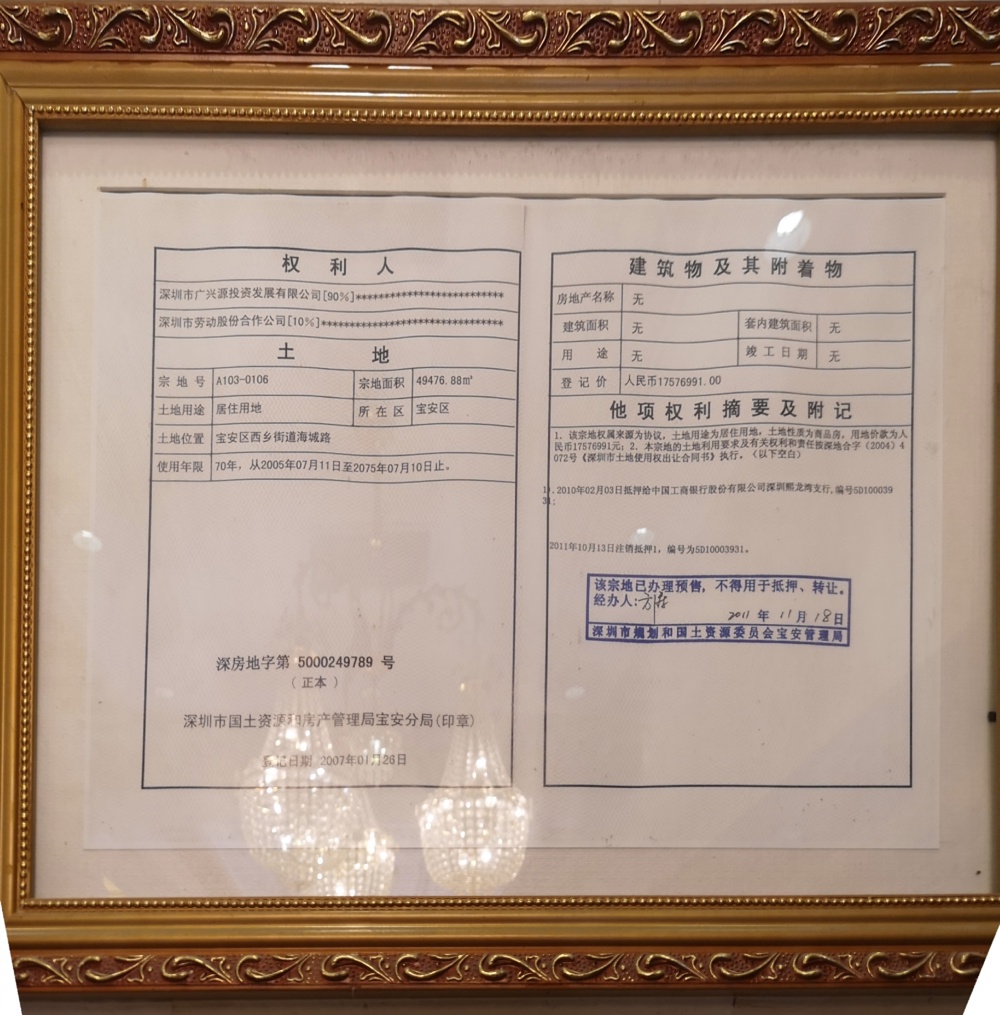 权利人
深圳市广兴源投资发展有限公司[90%]**************************
深圳市劳动股份合作公司[10%]********************************
土地
宗地号 A103-0106 宗地面积 49476.88㎡
土地用途 居住用地 所在区 宝安区
土地位置 宝安区西乡街道海城路
使用年限 70年，从2005年07月11日至2075年07月10日止。
深房地字第 5000249789 号
（正本）
深圳市国土资源和房产管理局宝安分局(印章)
登记日期 2007年01月26日
建筑物及其附着物
房地产名称 无
建筑面积 无 套内建筑面积 无
用途 无 竣工日期 无
登记价 人民币17576991.00
他项权利摘要及附记
1、该宗地权属来源为协议，土地用途为居住用地，土地性质为商品房，用地价款为人
民币17576991元；2、本宗地的土地利用要求及有关权利和责任按深地合字（2004）4
072号《深圳市土地使用权出让合同书》执行。（以下空白）
1).2010年02月03日抵押给中国工商银行股份有限公司深圳熙龙湾支行,编号5D100039
31;
2011年10月13日注销抵押1，编号为5D10003931。
该宗地已办理预售，不得用于抵押、转让。
经办人:
2011 年 11 月 18 日
深圳市规划和国土资源委员会宝安管理局